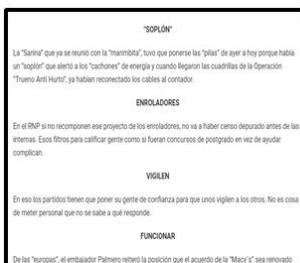 "SOPLÓN"
La "Sarina" que ya se reunió con la "marimbita", tuvo que ponerse las "pilas" de ayer a hoy porque había
un "soplón" que alertó a los "cachones" de energía y cuando llegaron las cuadrillas de la Operación
"Trueno Anti Hurto", ya habían reconectado los cables al contador.
ENROLADORES
En el RNP si no recomponen ese proyecto de los enroladores, no va a haber censo depurado antes de las
internas. Esos filtros para calificar gente como si fueran concursos de postgrado en vez de ayudar
complican.
VIGILEN
En eso los partidos tienen que poner su gente de confianza para que unos vigilen a los otros. No es cosa
de meter personal que no se sabe a qué responde.
FUNCIONAR
De las "europas", el embajador Palmero reiteró la posición que el acuerdo de la "Macy's" sea renovado